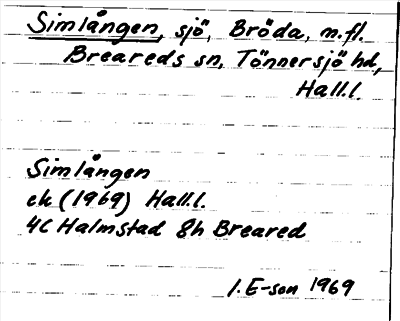 Simlången, sjö, Bröda, m.fl.
Breareds sn, Tönnersjö hd,
Hall.l.
Simlången
ek (1969) Hall.l.
4C Halmstad 8h Breared
I. E-son 1969